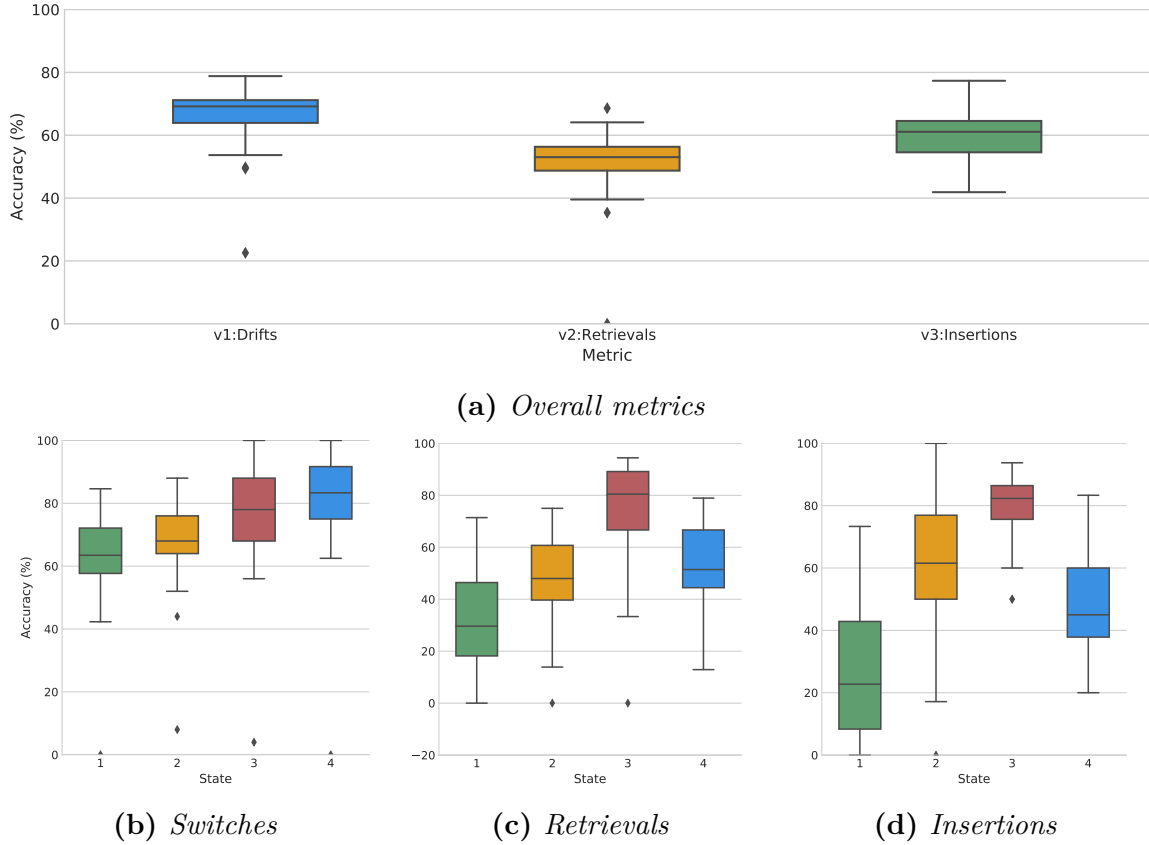 100
80
60
40
20
0
Accuracy (%)
v1:Drifts v2:Retrievals v3:Insertions
Metric
(a) Overall metrics
100
80
60
40
20
0
Accuracy (%)
1 2 3 4
State
(b) Switches
100
80
60
40
20
0
−20
1 2 3 4
State
(c) Retrievals
100
80
60
40
20
0
1 2 3 4
State
(d) Insertions